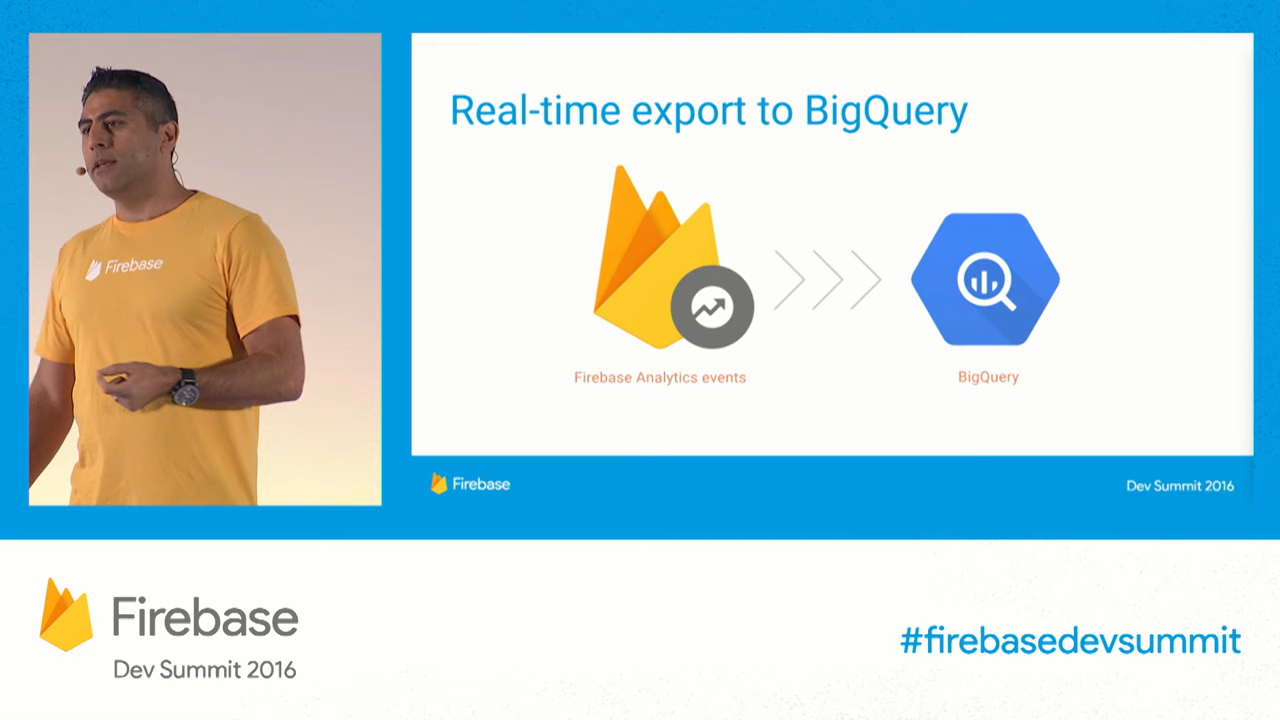 Firebase
Real-time export to BigQuery
Firebase Analytics events
BigQuery
Firebase
Dev Summit 2016
Firebase
Dev Summit 2016
#firebasedevsummit